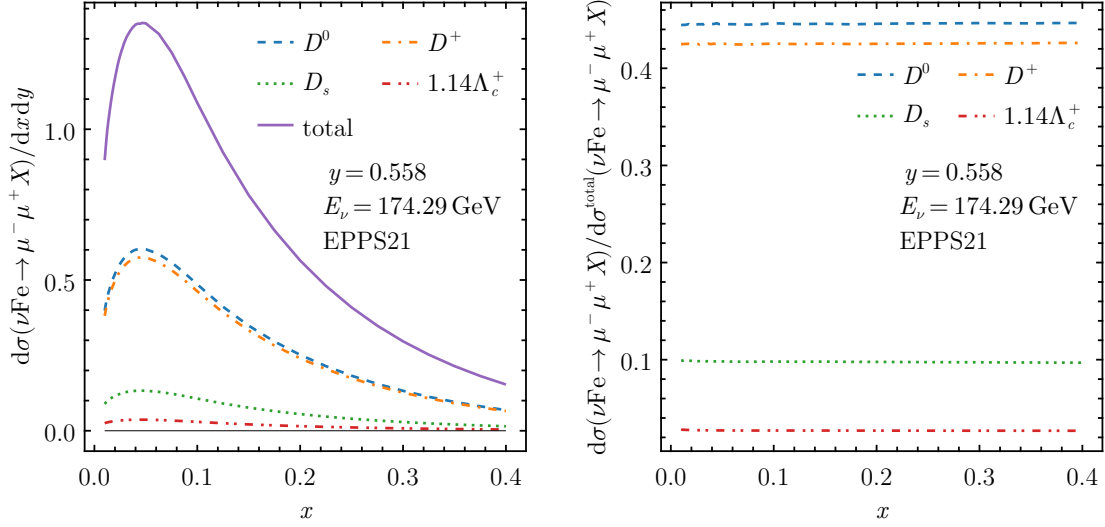 dσ(νFe → μ⁻ μ⁺ X)/dxdy
1.0
0.5
0.0
D⁰
D⁺
D_s
1.14Λ_c⁺
total
y = 0.558
E_ν = 174.29 GeV
EPPS21
0.0 0.1 0.2 0.3 0.4
x
dσ(νFe → μ⁻ μ⁺ X)/dσ^total(νFe → μ⁻ μ⁺ X)
0.4
0.3
0.2
0.1
0.0
D⁰
D⁺
D_s
1.14Λ_c⁺
y = 0.558
E_ν = 174.29 GeV
EPPS21
0.0 0.1 0.2 0.3 0.4
x